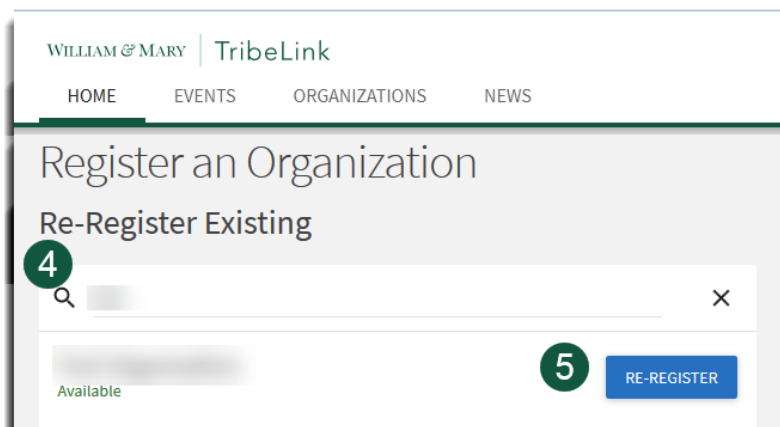 WILLIAM & MARY TribeLink
HOME EVENTS ORGANIZATIONS NEWS
Register an Organization
Re-Register Existing
4
5 RE-REGISTER
Available